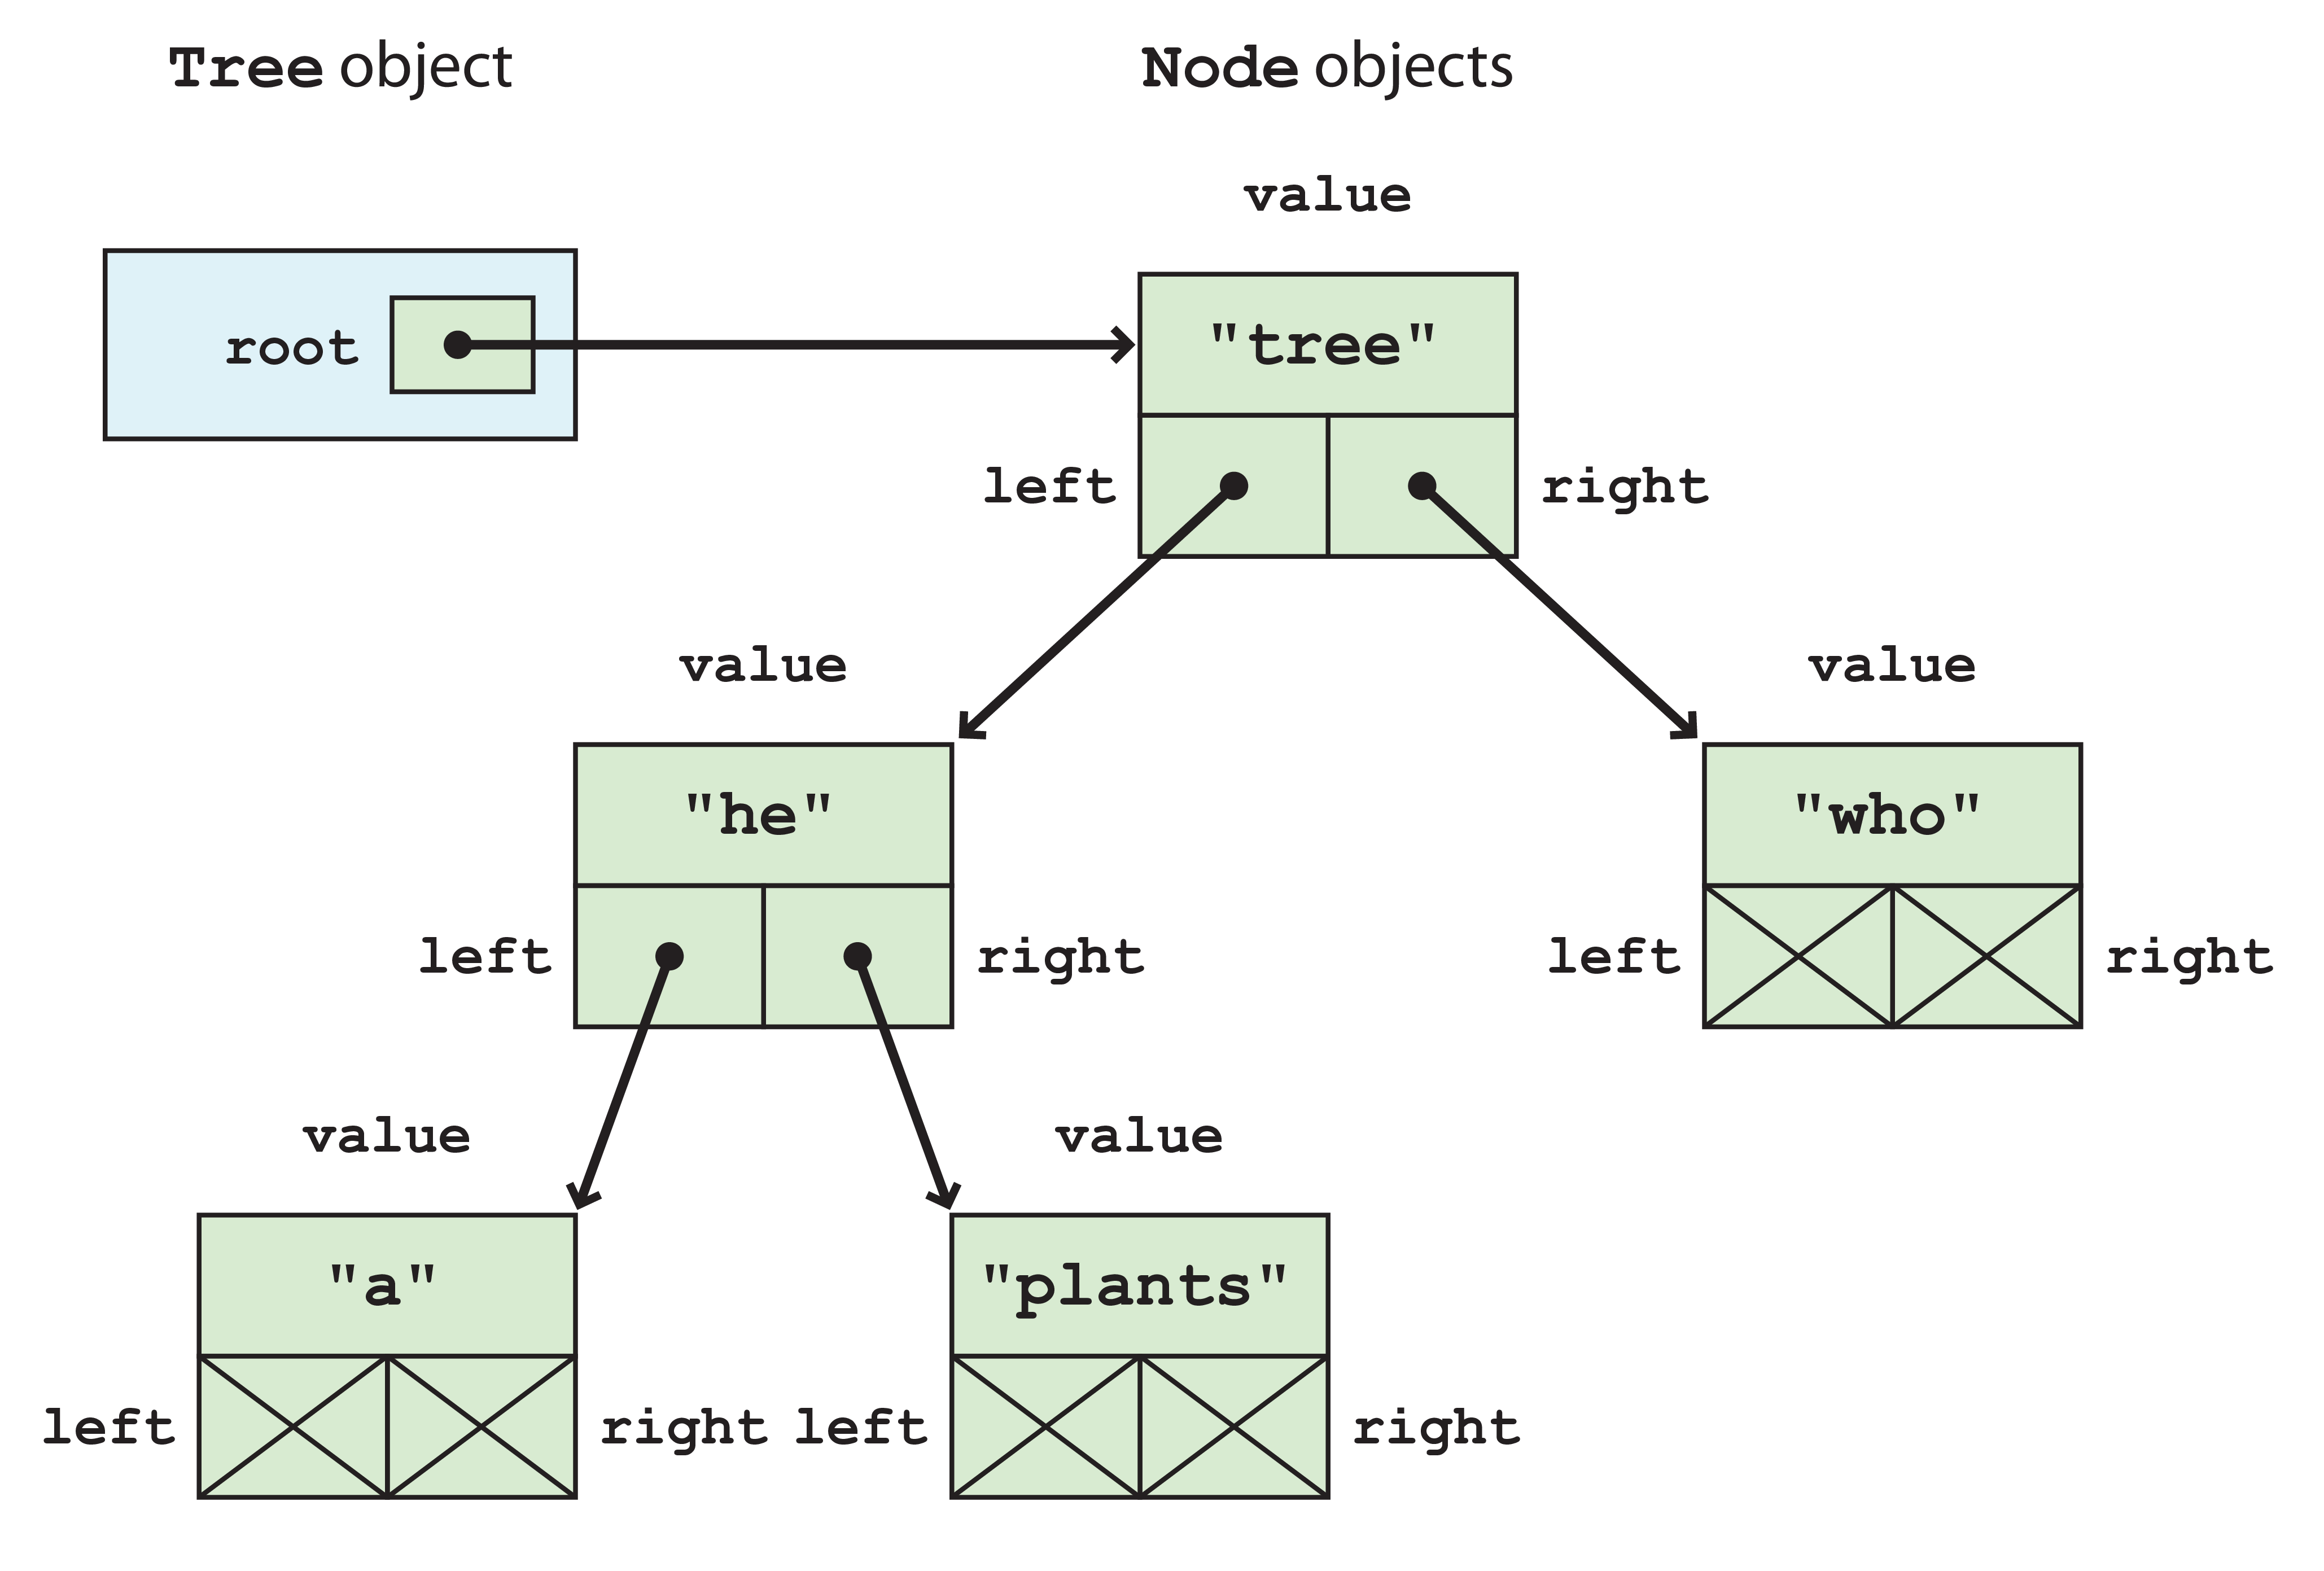 Tree object
Node objects
value
root
"tree"
left
right
value
value
"he"
"who"
left
right
left
right
value
value
"a"
"plants"
left
right
left
right